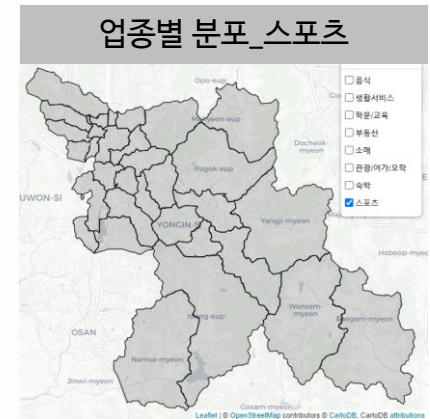 업종별 분포_스포츠
음식
생활서비스
학문/교육
부동산
소매
관광/여가/오락
숙박
스포츠
Opo-eup
Docheok-myeon
Pogok-eup
UWON-SI
YONGIN-SI
Yangji-myeon
Hobeop-myeo
Wonsam-myeon
Baegam-myeon
Idong-eup
OSAN
Namsa-myeon
Jinwi-myeon
Gosam-myeon
Leaflet | © OpenStreetMap contributors © CartoDB, CartoDB attributions